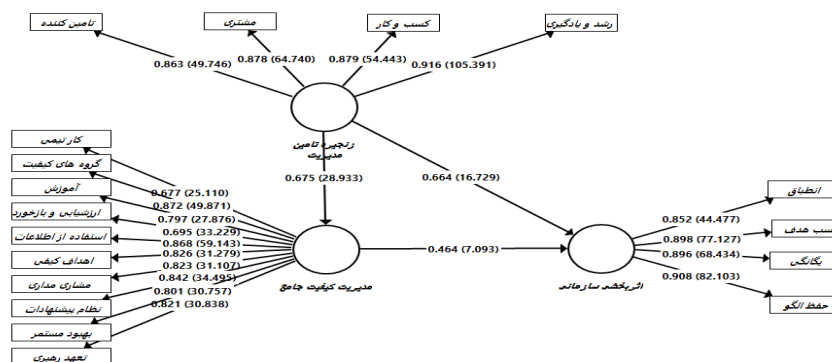 تامین کننده
مشتری
کسب و کار
رشد و یادگیری
0.863 (49.746)
0.878 (64.740)
0.879 (54.443)
0.916 (105.391)
زنجیره تامین
مدیریت
کار تیمی
گروه های کیفیت
آموزش
ارزشیابی و بازخورد
استفاده از اطلاعات
اهداف کیفی
مشاری مداری
نظام پیشنهادات
بهبود مستمر
تعهد رهبری
0.677 (25.110)
0.872 (49.871)
0.797 (27.876)
0.695 (33.229)
0.868 (59.143)
0.826 (31.279)
0.823 (31.107)
0.842 (34.495)
0.801 (30.757)
0.821 (30.838)
0.675 (28.933)
0.664 (16.729)
0.464 (7.093)
مدیریت کیفیت جامع
اثربخشی سازمانی
0.852 (44.477)
0.898 (77.127)
0.896 (68.434)
0.908 (82.103)
انطباق
کسب هدف
یگانگی
حفظ الگو